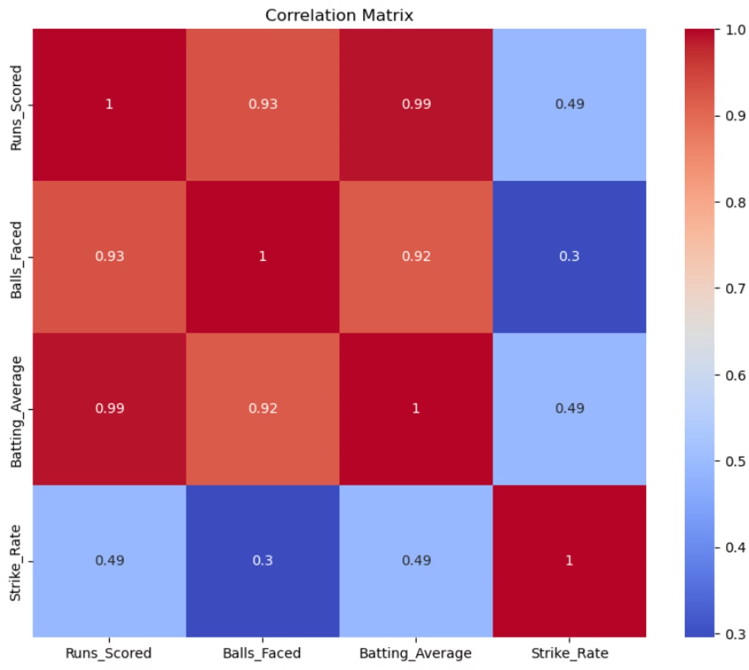 Correlation Matrix
Runs_Scored
1
0.93
0.99
0.49
Balls_Faced
0.93
1
0.92
0.3
Batting_Average
0.99
0.92
1
0.49
Strike_Rate
0.49
0.3
0.49
1
Runs_Scored
Balls_Faced
Batting_Average
Strike_Rate
1.0
0.9
0.8
0.7
0.6
0.5
0.4
0.3